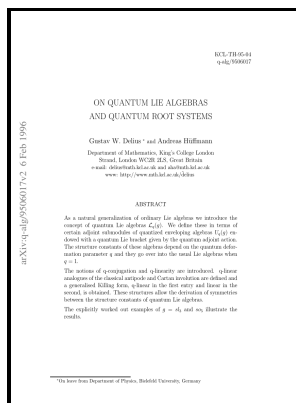 KCL-TH-95-04
q-alg/9506017
ON QUANTUM LIE ALGEBRAS
AND QUANTUM ROOT SYSTEMS
Gustav W. Delius * and Andreas Hüffmann
Department of Mathematics, King's College London
Strand, London WC2R 2LS, Great Britain
e-mail: delius@mth.kcl.ac.uk and ahu@mth.kcl.ac.uk
www: http://www.mth.kcl.ac.uk/delius
ABSTRACT
As a natural generalization of ordinary Lie algebras we introduce the
concept of quantum Lie algebras Lq(g). We define these in terms of
certain adjoint submodules of quantized enveloping algebras Uq(g) en-
dowed with a quantum Lie bracket given by the quantum adjoint action.
The structure constants of these algebras depend on the quantum defor-
mation parameter q and they go over into the usual Lie algebras when
q = 1.
The notions of q-conjugation and q-linearity are introduced. q-linear
analogues of the classical antipode and Cartan involution are defined and
a generalised Killing form, q-linear in the first entry and linear in the
second, is obtained. These structures allow the derivation of symmetries
between the structure constants of quantum Lie algebras.
The explicitly worked out examples of g = sl3 and so5 illustrate the
results.
*On leave from Department of Physics, Bielefeld University, Germany
arXiv:q-alg/9506017v2 6 Feb 1996